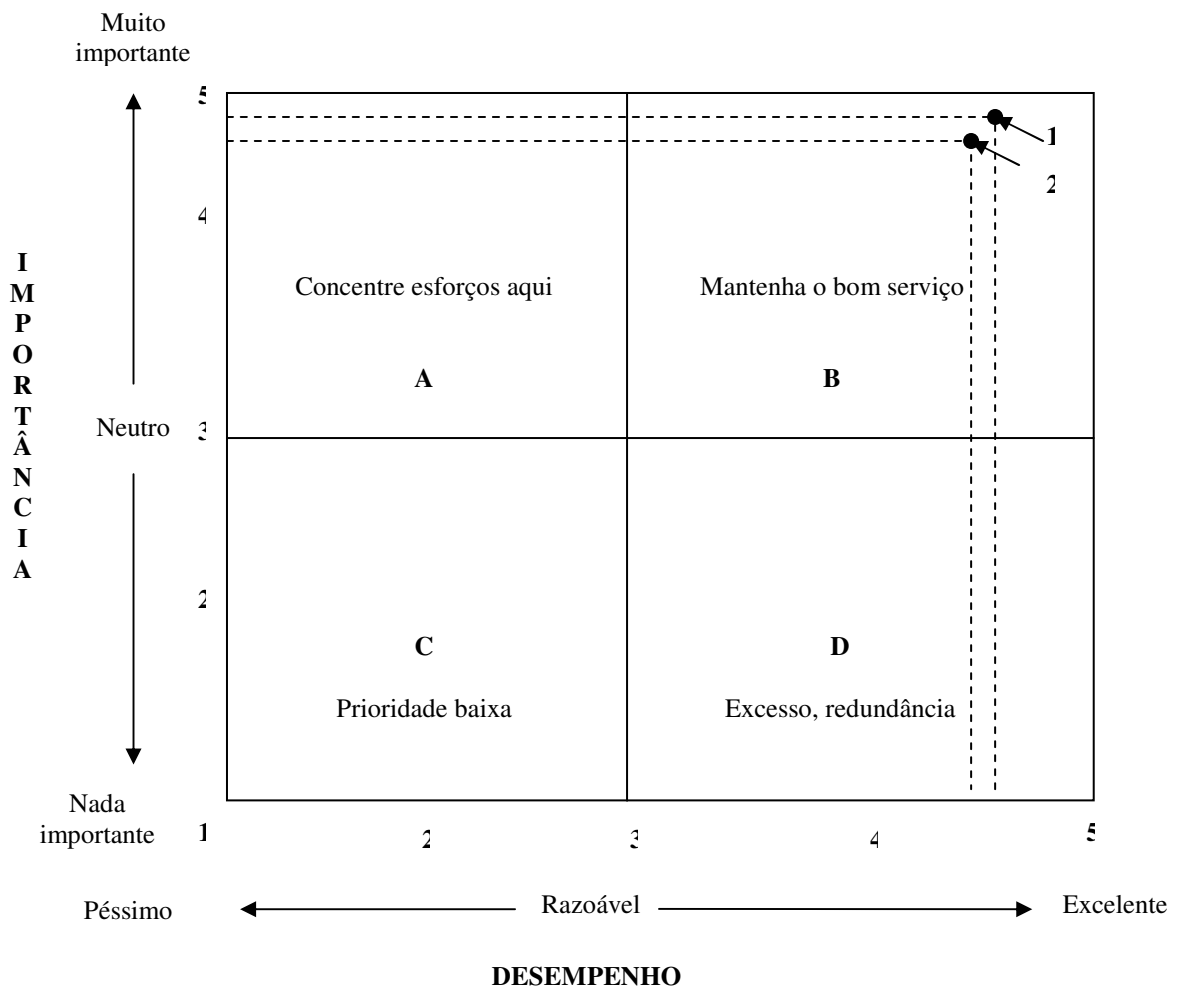 Muito
importante
5
1
2
4
I
M
P
O
R
T
Â
N
C
I
A
Concentre esforços aqui
Mantenha o bom serviço
A
B
Neutro
3
2
C
D
Prioridade baixa
Excesso, redundância
Nada
importante
1
2
3
4
5
Péssimo
Razoável
Excelente
DESEMPENHO